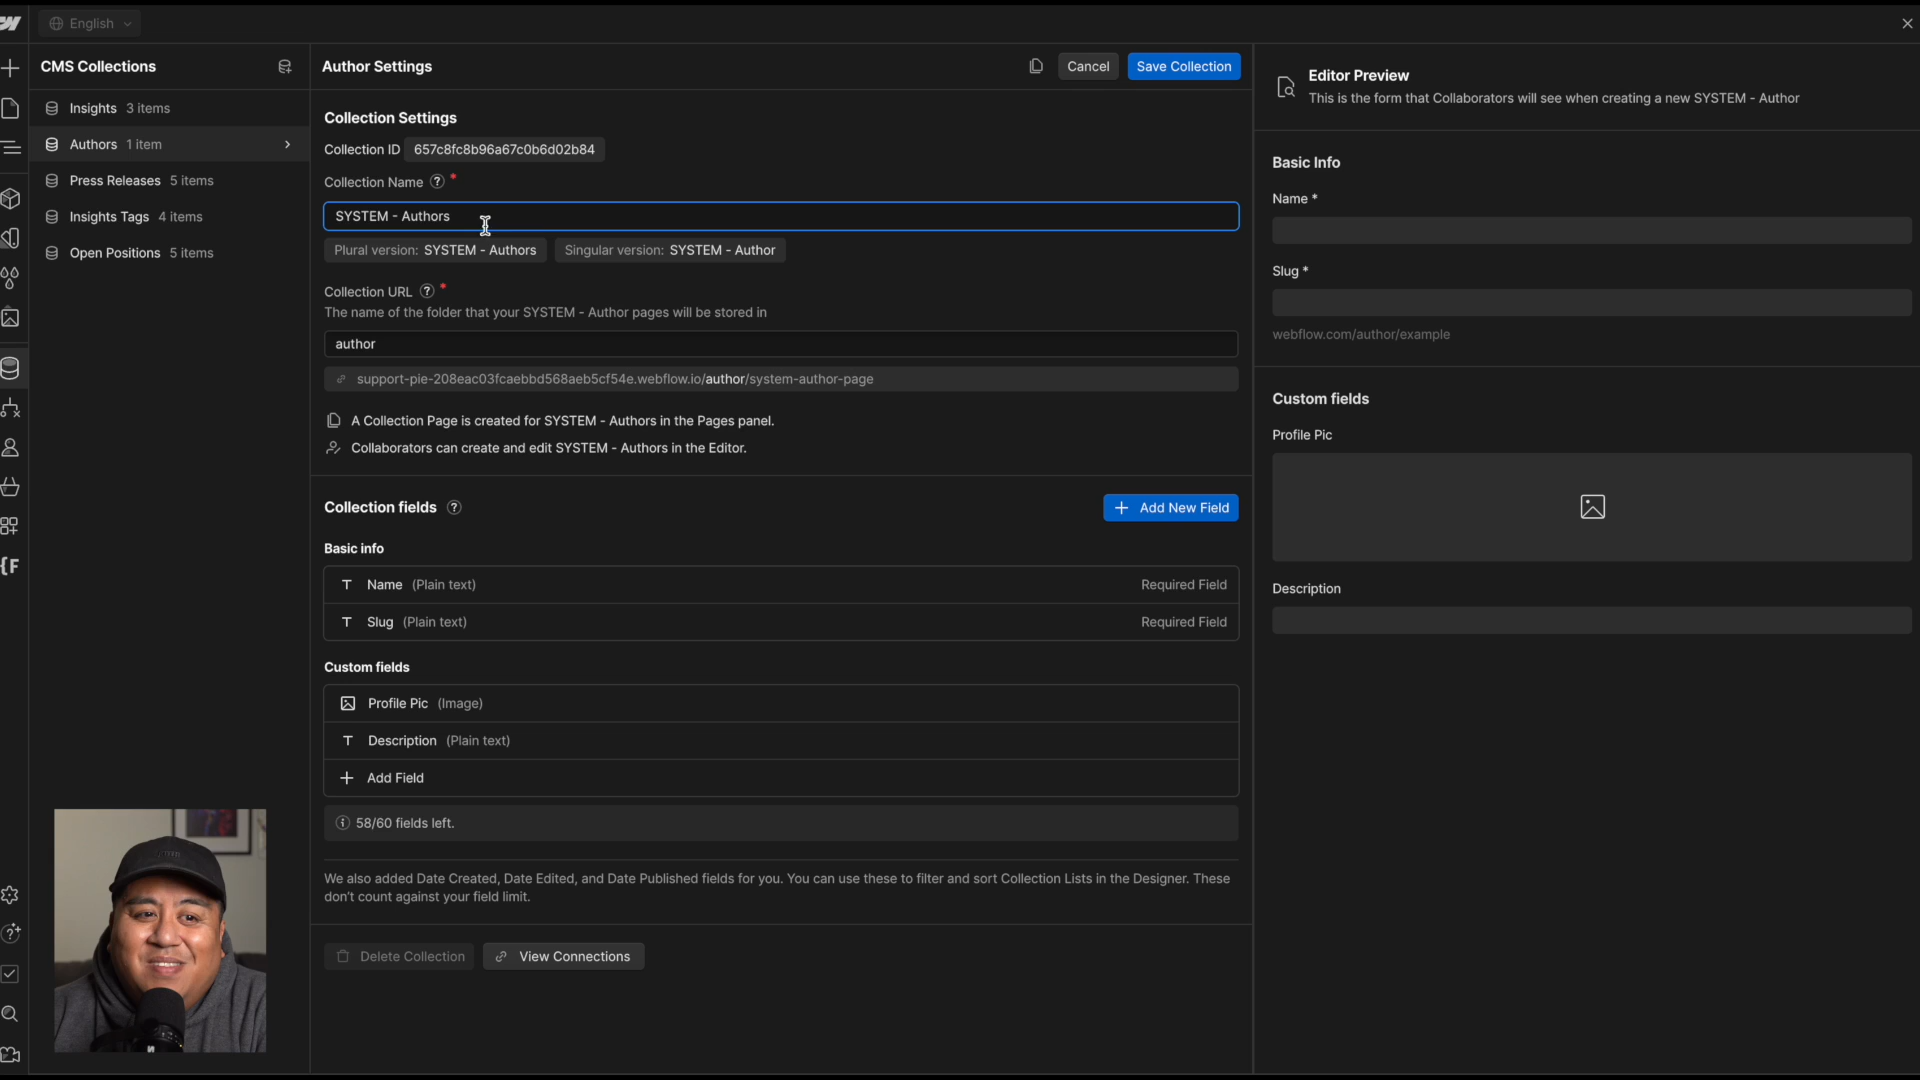 English
CMS Collections
Insights 3 items
Authors 1 item
Press Releases 5 items
Insights Tags 4 items
Open Positions 5 items
Author Settings
Cancel
Save Collection
Collection Settings
Collection ID 657c8fc8b96a67c0b6d02b84
Collection Name ? *
SYSTEM - Authors
Plural version: SYSTEM - Authors Singular version: SYSTEM - Author
Collection URL ? *
The name of the folder that your SYSTEM - Author pages will be stored in
author
support-pie-208eac03fcaebbd568aeb5cf54e.webflow.io/author/system-author-page
A Collection Page is created for SYSTEM - Authors in the Pages panel.
Collaborators can create and edit SYSTEM - Authors in the Editor.
Collection fields ?
+ Add New Field
Basic info
T Name (Plain text) Required Field
T Slug (Plain text) Required Field
Custom fields
Profile Pic (Image)
T Description (Plain text)
+ Add Field
58/60 fields left.
We also added Date Created, Date Edited, and Date Published fields for you. You can use these to filter and sort Collection Lists in the Designer. These
don't count against your field limit.
Delete Collection
View Connections
Editor Preview
This is the form that Collaborators will see when creating a new SYSTEM - Author
Basic Info
Name *
Slug *
webflow.com/author/example
Custom fields
Profile Pic
Description
{F